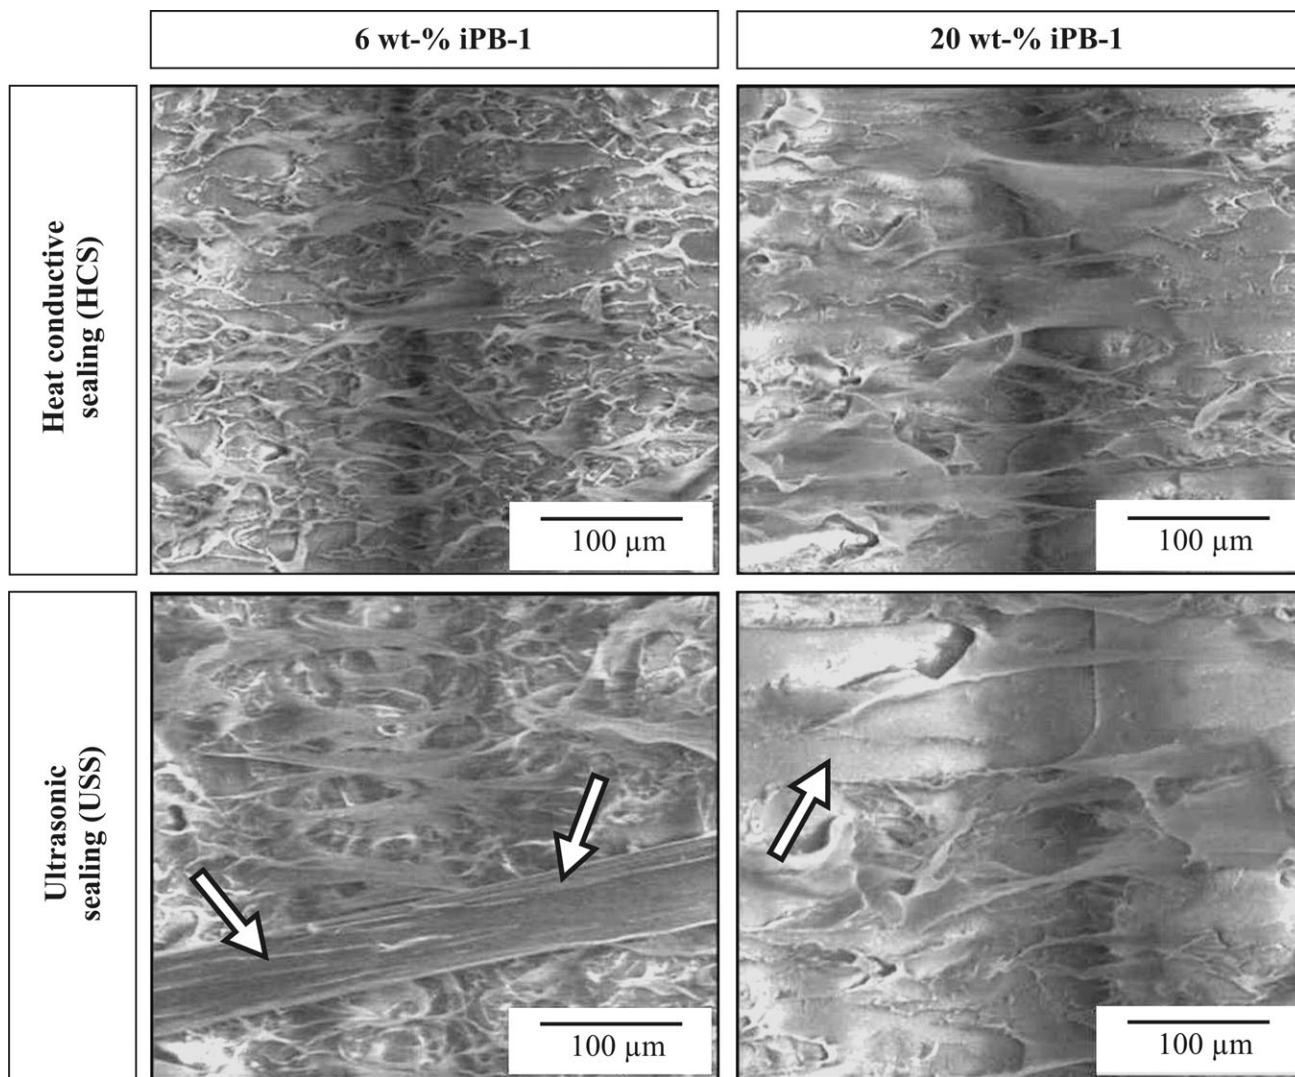 6 wt-% iPB-1
20 wt-% iPB-1
Heat conductive
sealing (HCS)
100 µm
100 µm
Ultrasonic
sealing (USS)
100 µm
100 µm